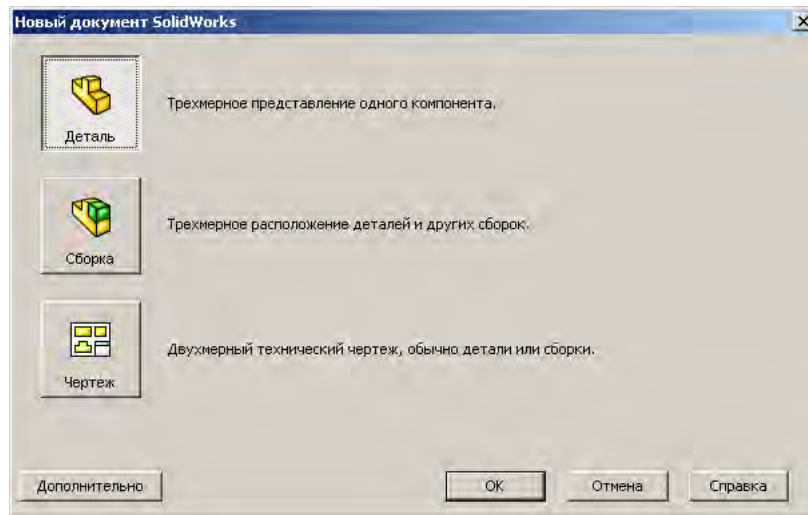 Новый документ SolidWorks
Деталь
Трехмерное представление одного компонента.
Сборка
Трехмерное расположение деталей и других сборок.
Чертеж
Двухмерный технический чертеж, обычно детали или сборки.
Дополнительно
OK
Отмена
Справка